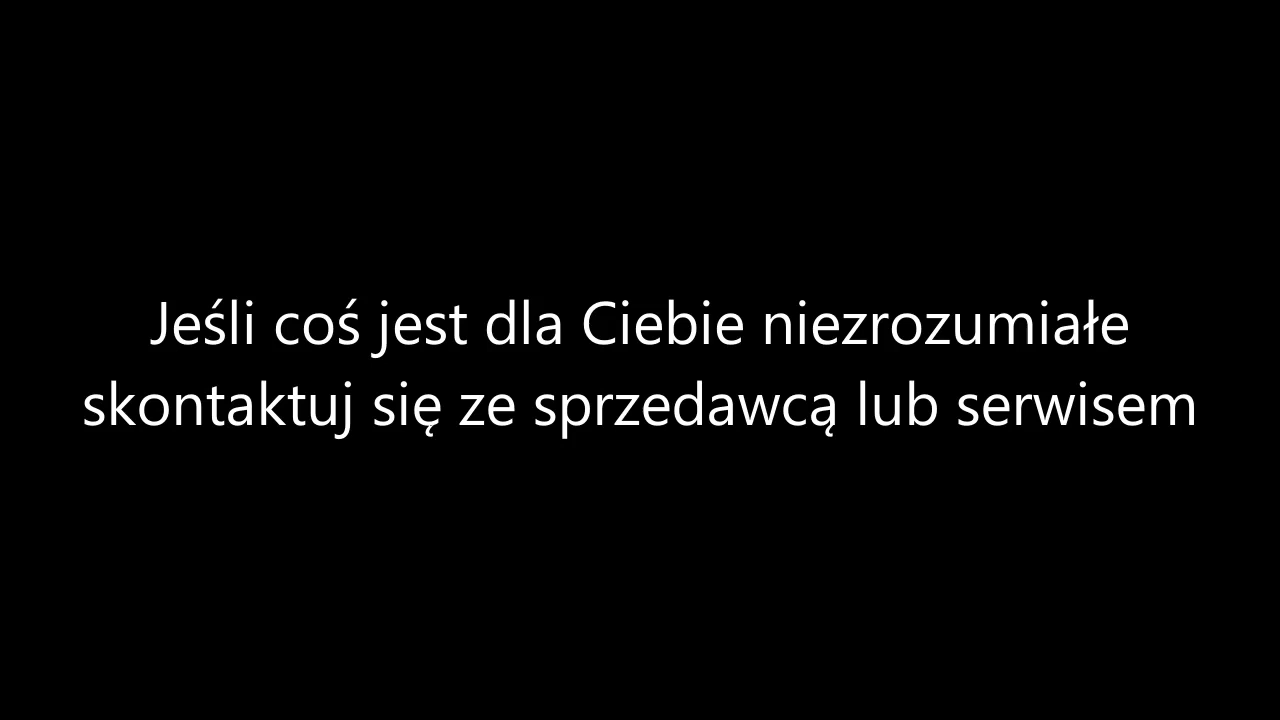 Jeśli coś jest dla Ciebie niezrozumiałe
skontaktuj się ze sprzedawcą lub serwisem